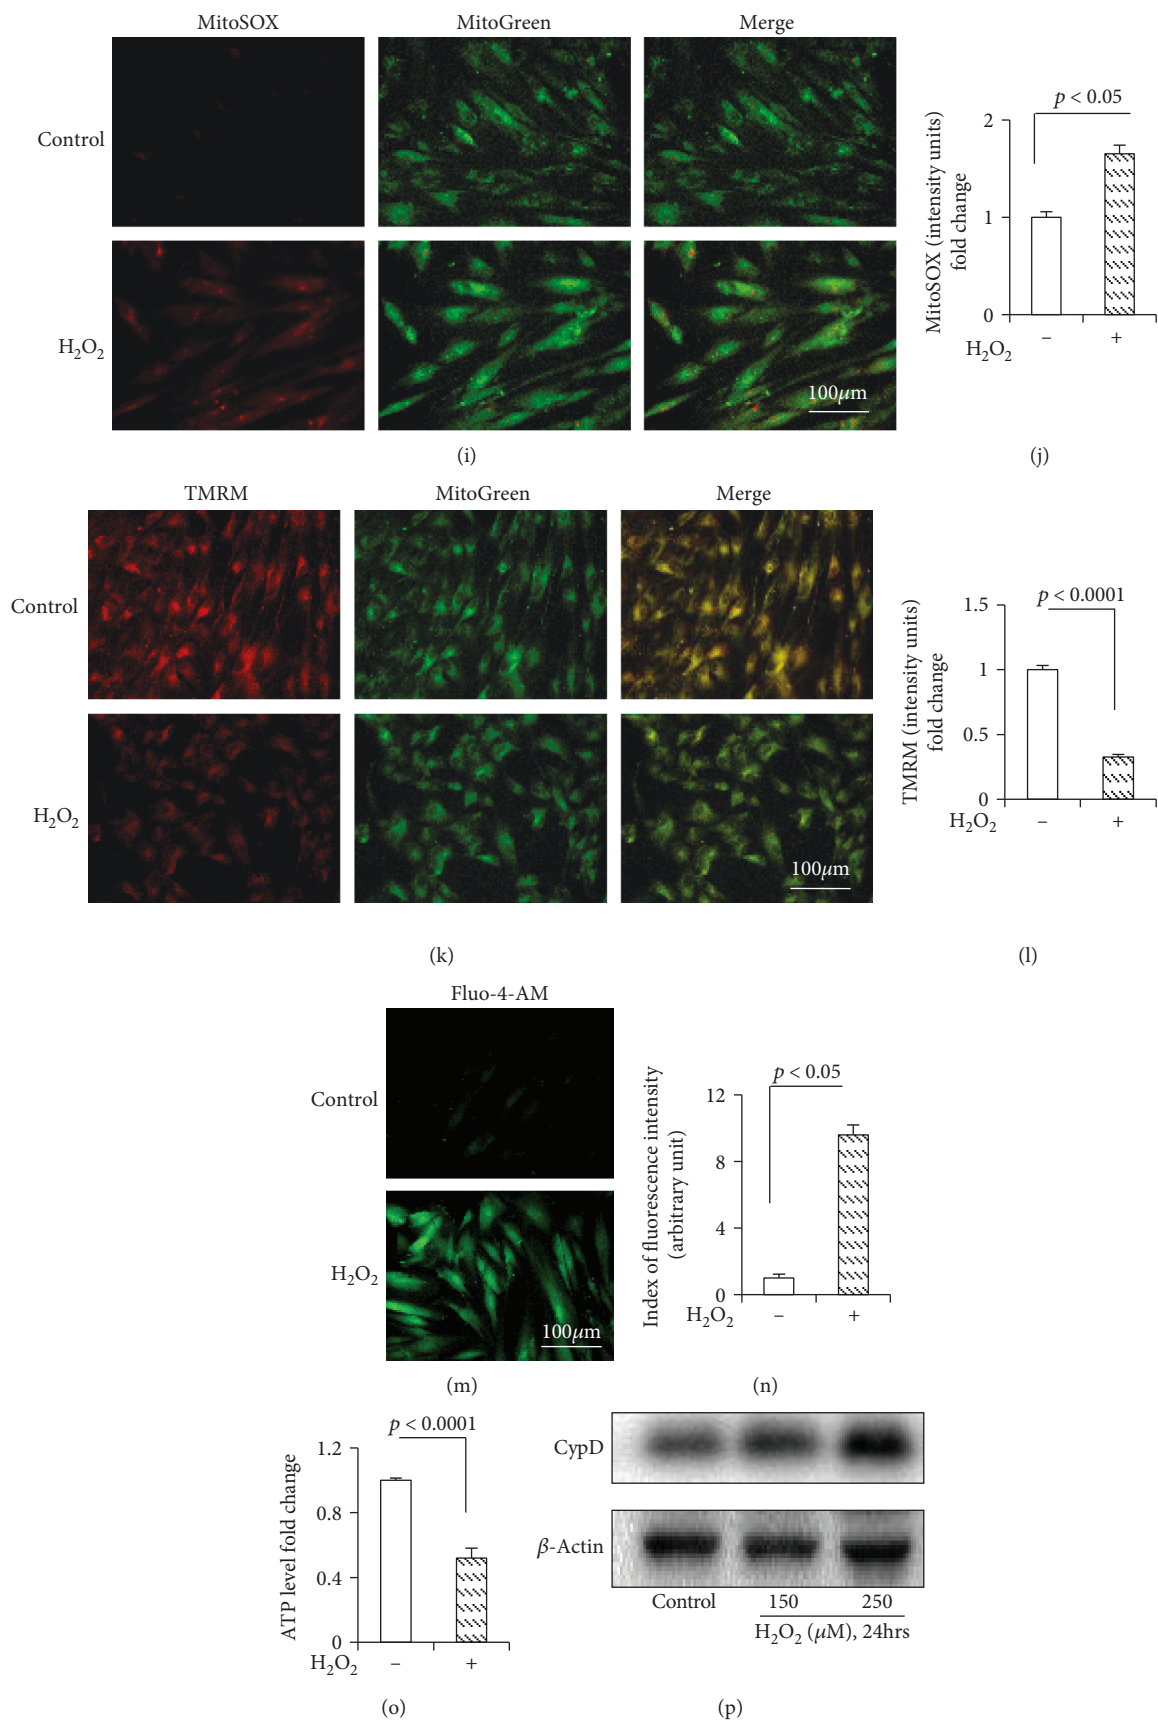 MitoSOX MitoGreen Merge
Control
H₂O₂
100μm
(i)
p < 0.05
2
1
0
MitoSOX (intensity units)
fold change
H₂O₂ – +
(j)
TMRM MitoGreen Merge
Control
H₂O₂
100μm
(k)
p < 0.0001
1.5
1
0.5
0
TMRM (intensity units)
fold change
H₂O₂ – +
(l)
Fluo-4-AM
Control
H₂O₂
100μm
(m)
p < 0.05
12
8
4
0
Index of fluorescence intensity
(arbitrary unit)
H₂O₂ – +
(n)
p < 0.0001
1.2
0.8
0.4
0
ATP level fold change
H₂O₂ – +
(o)
CypD
β-Actin
Control 150 250
H₂O₂ (μM), 24hrs
(p)